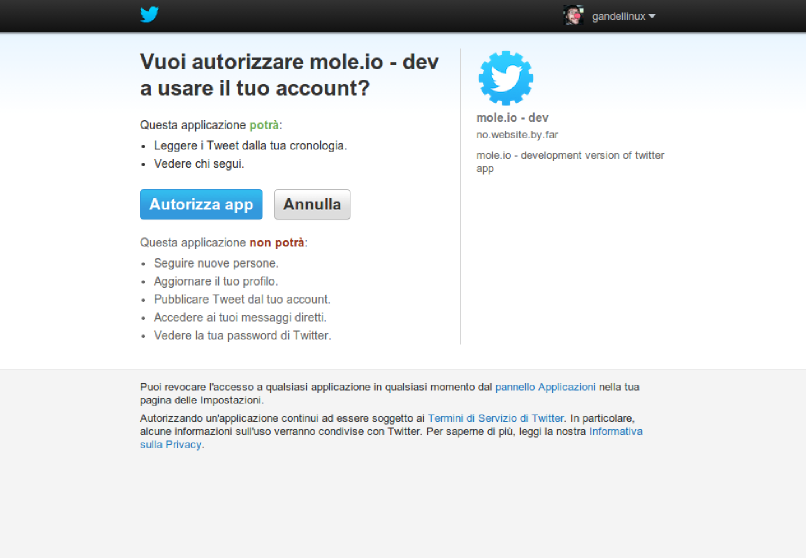 gandellinux
Vuoi autorizzare mole.io - dev
a usare il tuo account?
Questa applicazione potrà:
• Leggere i Tweet dalla tua cronologia.
• Vedere chi segui.
Autorizza app
Annulla
Questa applicazione non potrà:
• Seguire nuove persone.
• Aggiornare il tuo profilo.
• Pubblicare Tweet dal tuo account.
• Accedere ai tuoi messaggi diretti.
• Vedere la tua password di Twitter.
mole.io - dev
no.website.by.far
mole.io - development version of twitter
app
Puoi revocare l'accesso a qualsiasi applicazione in qualsiasi momento dal pannello Applicazioni nella tua
pagina delle Impostazioni.
Autorizzando un'applicazione continui ad essere soggetto ai Termini di Servizio di Twitter. In particolare,
alcune informazioni sull'uso verranno condivise con Twitter. Per saperne di più, leggi la nostra Informativa
sulla Privacy.